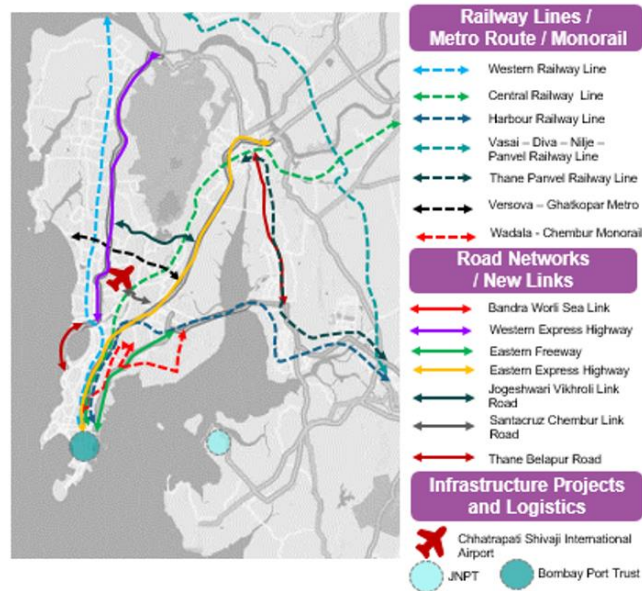 Railway Lines /
Metro Route / Monorail
Western Railway Line
Central Railway Line
Harbour Railway Line
Vasai – Diva – Nilje –
Panvel Railway Line
Thane Panvel Railway Line
Versova – Ghatkopar Metro
Wadala - Chembur Monorail
Road Networks
/ New Links
Bandra Worli Sea Link
Western Express Highway
Eastern Freeway
Eastern Express Highway
Jogeshwari Vikhroli Link
Road
Santacruz Chembur Link
Road
Thane Belapur Road
Infrastructure Projects
and Logistics
Chhatrapati Shivaji International
Airport
JNPT
Bombay Port Trust